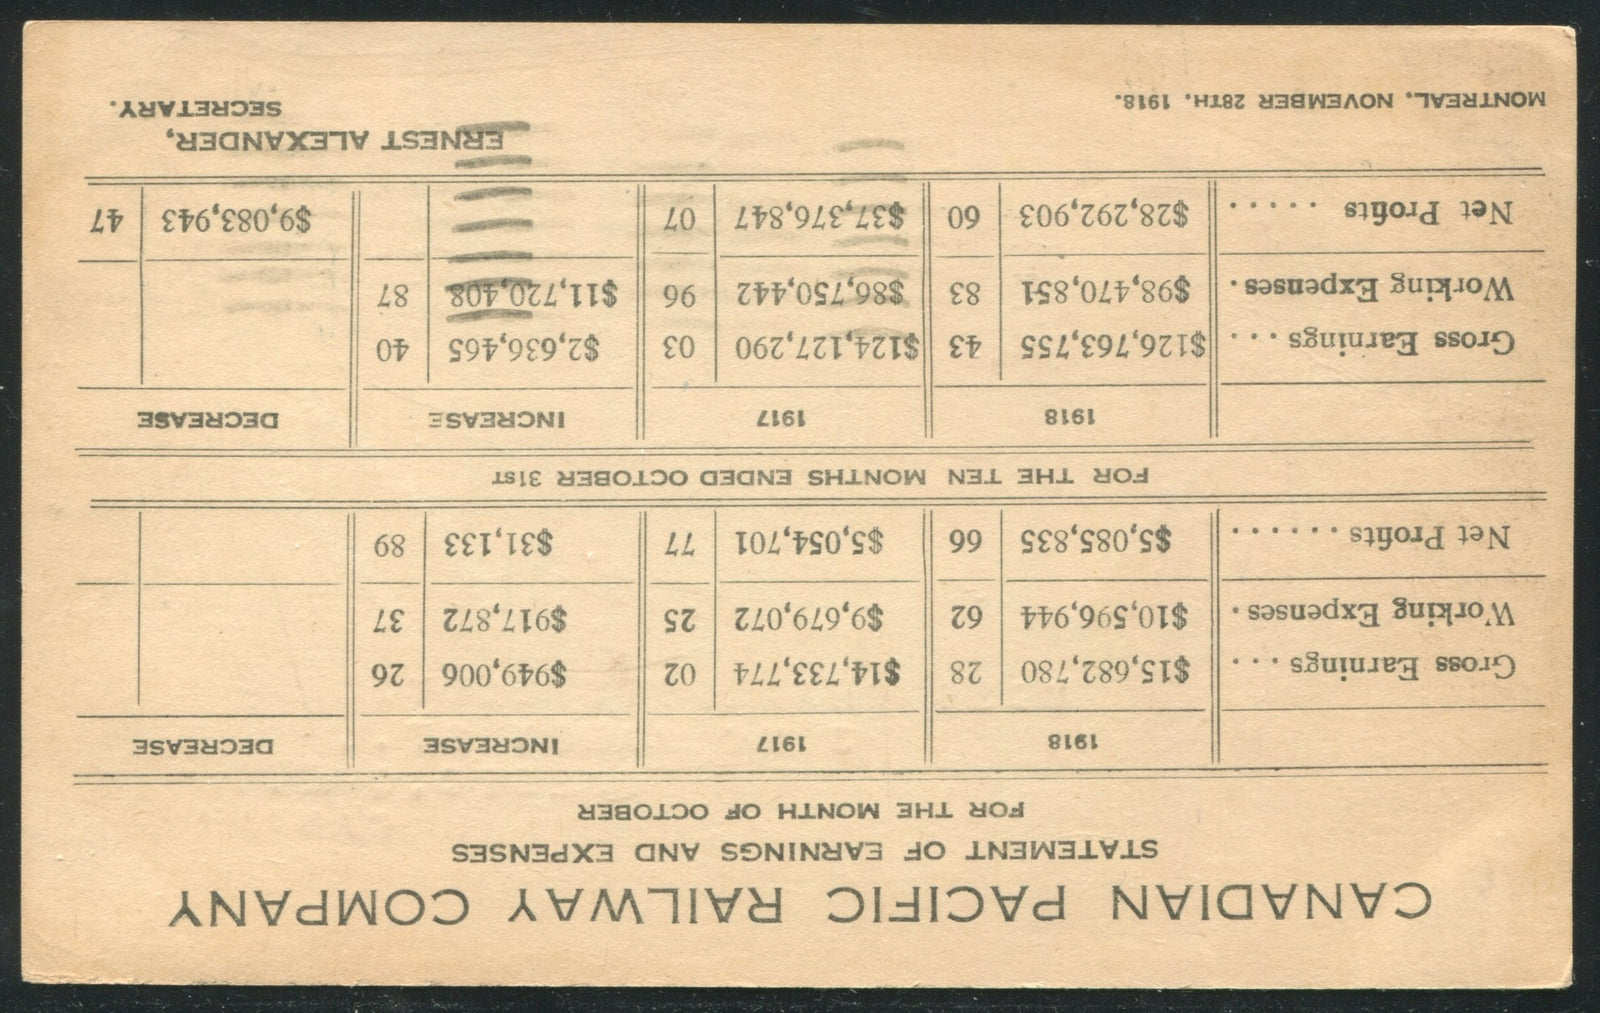 CANADIAN PACIFIC RAILWAY COMPANY
STATEMENT OF EARNINGS AND EXPENSES
FOR THE MONTH OF OCTOBER
1918 1917 INCREASE DECREASE
Gross Earnings . . . $15,682,780 28 $14,733,774 02 $949,006 26
Working Expenses . $10,596,944 62 $9,679,072 25 $917,872 37
Net Profits . . . . . . $5,085,835 66 $5,054,701 77 $31,133 89
FOR THE TEN MONTHS ENDED OCTOBER 31ST
1918 1917 INCREASE DECREASE
Gross Earnings . . . $126,763,755 43 $124,127,290 03 $2,636,465 40
Working Expenses . $98,470,851 83 $86,750,442 96 $11,720,408 87
Net Profits . . . . . $28,292,903 60 $37,376,847 07 $9,083,943 47
ERNEST ALEXANDER,
MONTREAL, NOVEMBER 28TH, 1918. SECRETARY.